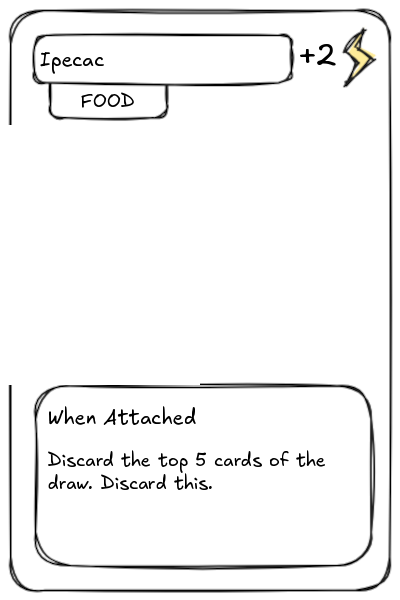 Ipecac
+2
FOOD
When Attached
Discard the top 5 cards of the
draw. Discard this.